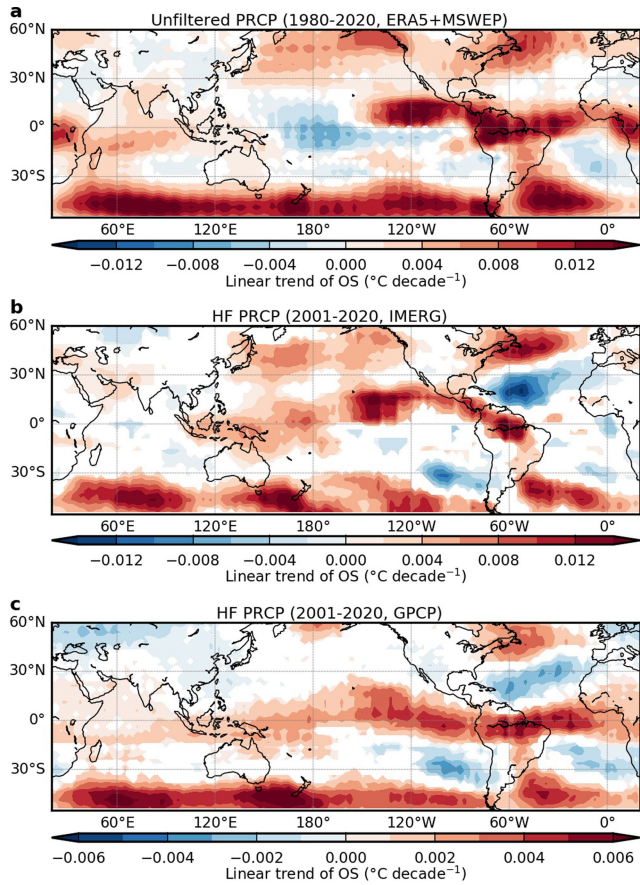 a
Unfiltered PRCP (1980-2020, ERA5+MSWEP)
60°N
30°N
0°
30°S
60°E 120°E 180° 120°W 60°W 0°
−0.012 −0.008 −0.004 0.000 0.004 0.008 0.012
Linear trend of OS (°C decade⁻¹)
b
HF PRCP (2001-2020, IMERG)
60°N
30°N
0°
30°S
60°E 120°E 180° 120°W 60°W 0°
−0.012 −0.008 −0.004 0.000 0.004 0.008 0.012
Linear trend of OS (°C decade⁻¹)
c
HF PRCP (2001-2020, GPCP)
60°N
30°N
0°
30°S
60°E 120°E 180° 120°W 60°W 0°
−0.006 −0.004 −0.002 0.000 0.002 0.004 0.006
Linear trend of OS (°C decade⁻¹)